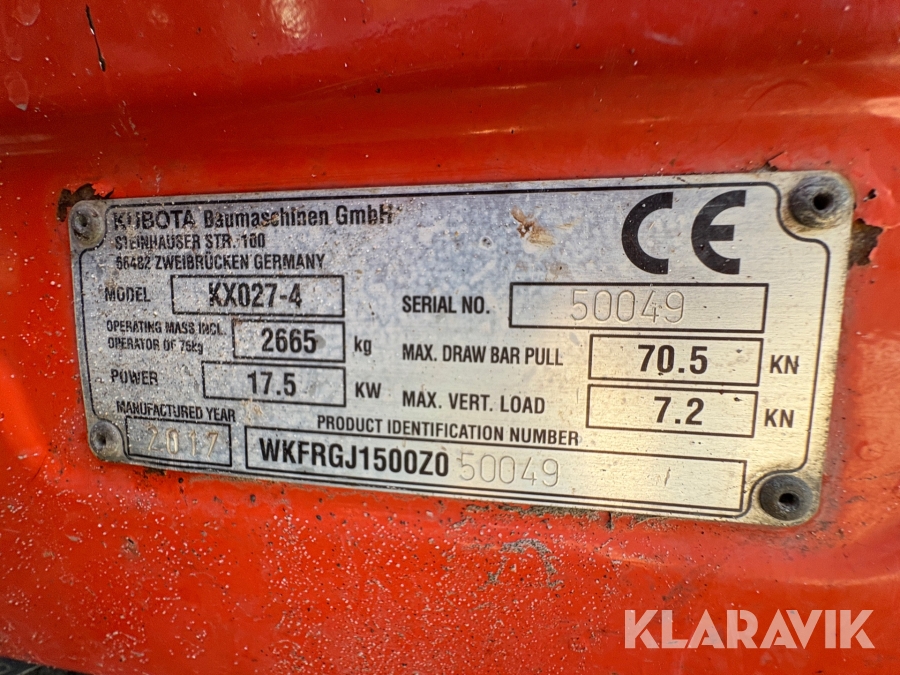 KUBOTA Baumaschinen GmbH
STEINHAUSER STR. 100
66482 ZWEIBRÜCKEN GERMANY
CE
MODEL KX027-4
SERIAL NO. 50049
OPERATING MASS INCL. OPERATOR OF 75kg 2665 kg
MAX. DRAW BAR PULL 70.5 KN
POWER 17.5 KW
MAX. VERT. LOAD 7.2 KN
MANUFACTURED YEAR 2017
PRODUCT IDENTIFICATION NUMBER
WKFRGJ1500Z050049
KLARAVIK